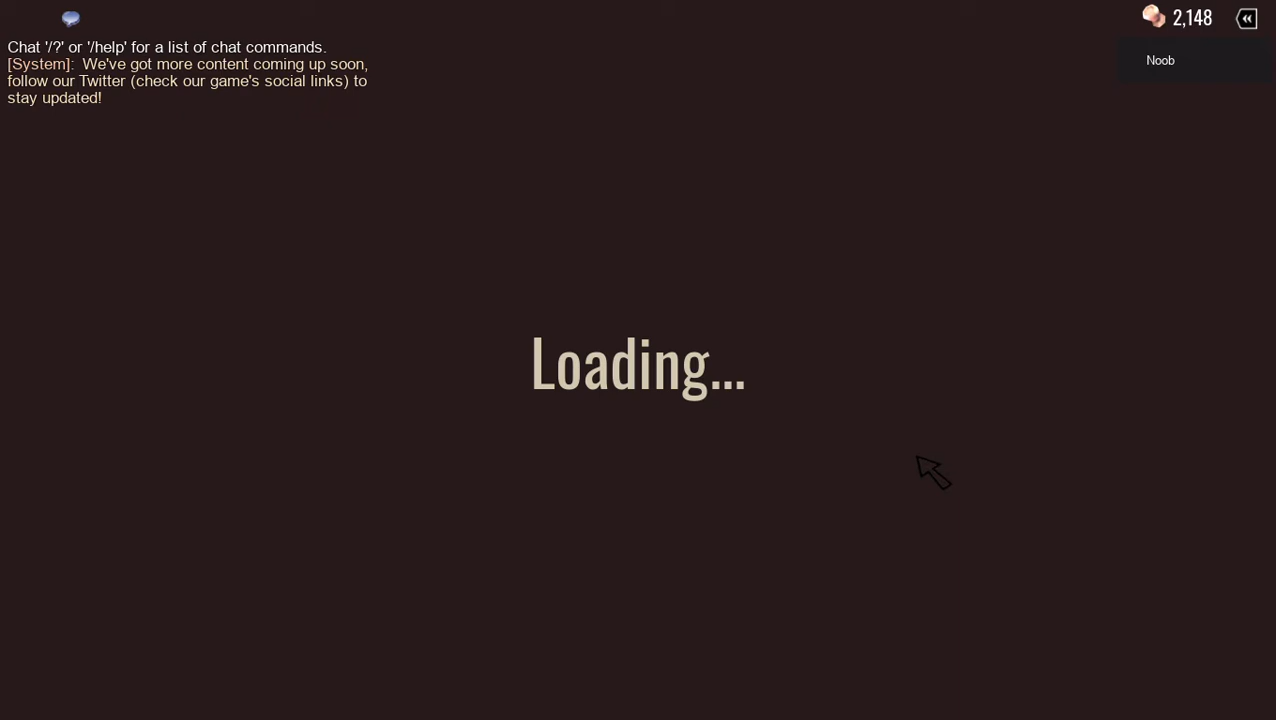 2,148
Chat '/?' or '/help' for a list of chat commands.
[System]: We've got more content coming up soon,
follow our Twitter (check our game's social links) to
stay updated!
Noob
Loading...